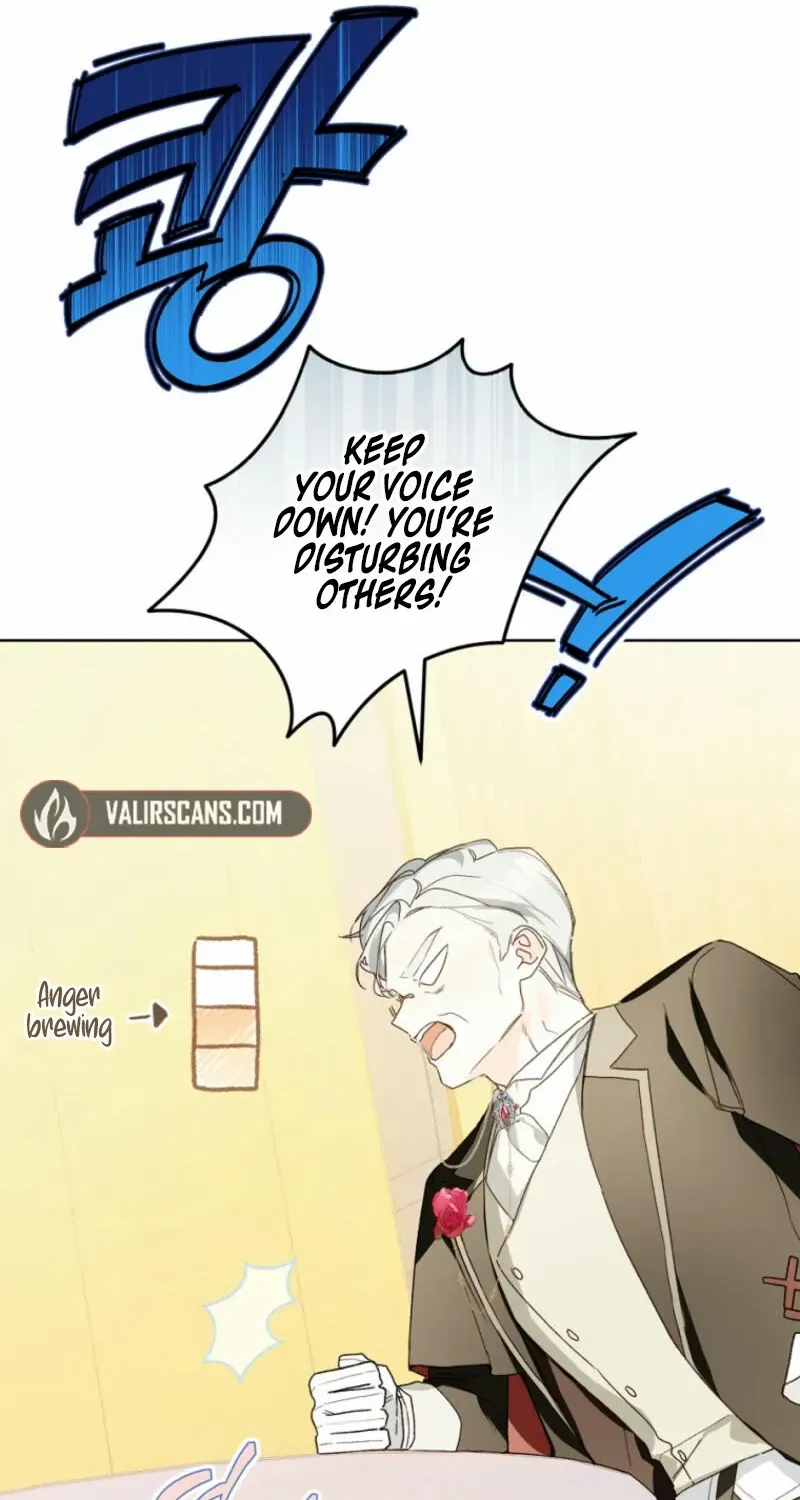 쾅
KEEP
YOUR VOICE
DOWN! YOU'RE
DISTURBING
OTHERS!
!
VALIRSCANS.COM
Anger
brewing